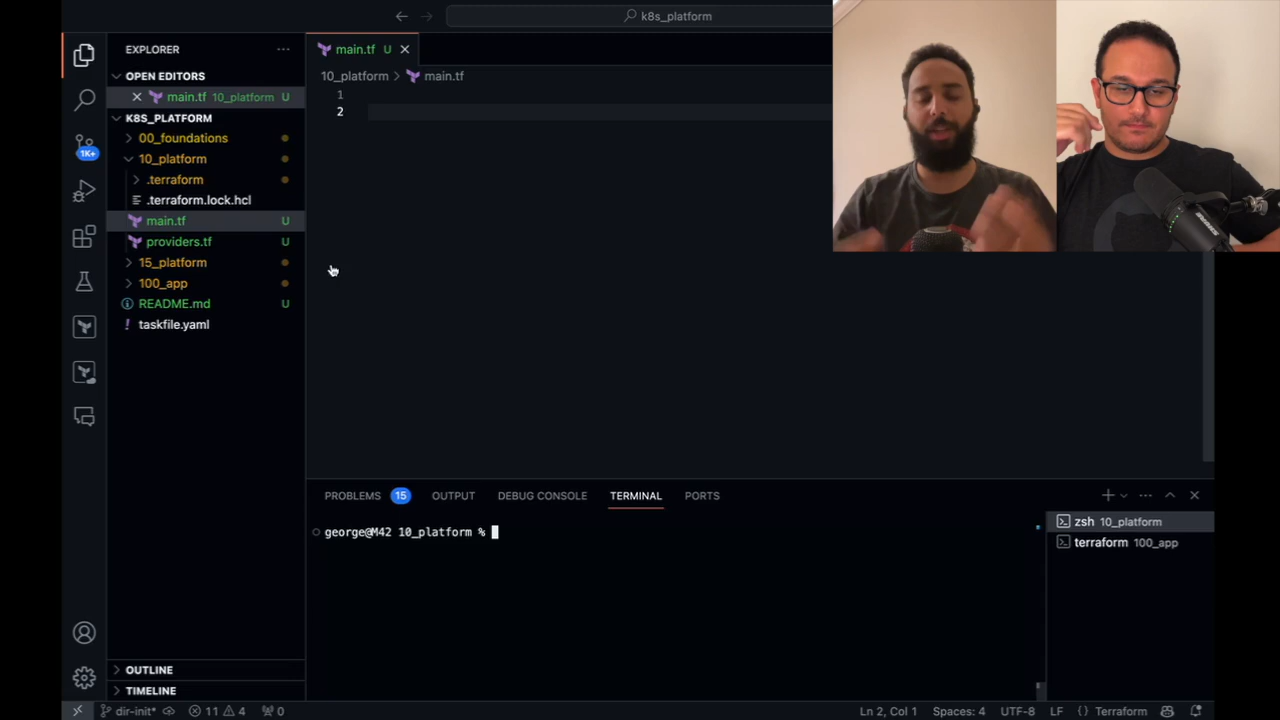 k8s_platform
EXPLORER
OPEN EDITORS
main.tf 10_platform U
K8S_PLATFORM
00_foundations
10_platform
.terraform
.terraform.lock.hcl
main.tf U
providers.tf U
15_platform
100_app
README.md U
taskfile.yaml
OUTLINE
TIMELINE
1K+
main.tf U
10_platform > main.tf
1
2
PROBLEMS 15 OUTPUT DEBUG CONSOLE TERMINAL PORTS
george@M42 10_platform %
zsh 10_platform
terraform 100_app
dir-init* 11 4 0 Ln 2, Col 1 Spaces: 4 UTF-8 LF {} Terraform